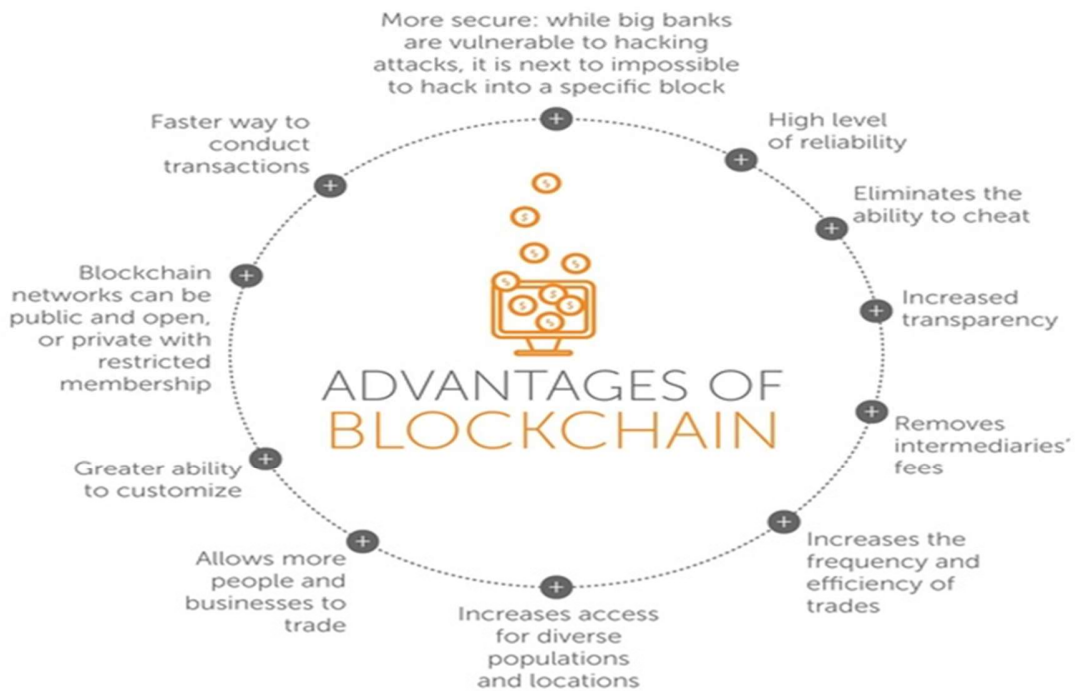 More secure: while big banks
are vulnerable to hacking
attacks, it is next to impossible
to hack into a specific block
High level
of reliability
Eliminates the
ability to cheat
Increased
transparency
Removes
intermediaries'
fees
Increases the
frequency and
efficiency of
trades
Increases access
for diverse
populations
and locations
Allows more
people and
businesses to
trade
Greater ability
to customize
Blockchain
networks can be
public and open,
or private with
restricted
membership
Faster way to
conduct
transactions
ADVANTAGES OF
BLOCKCHAIN